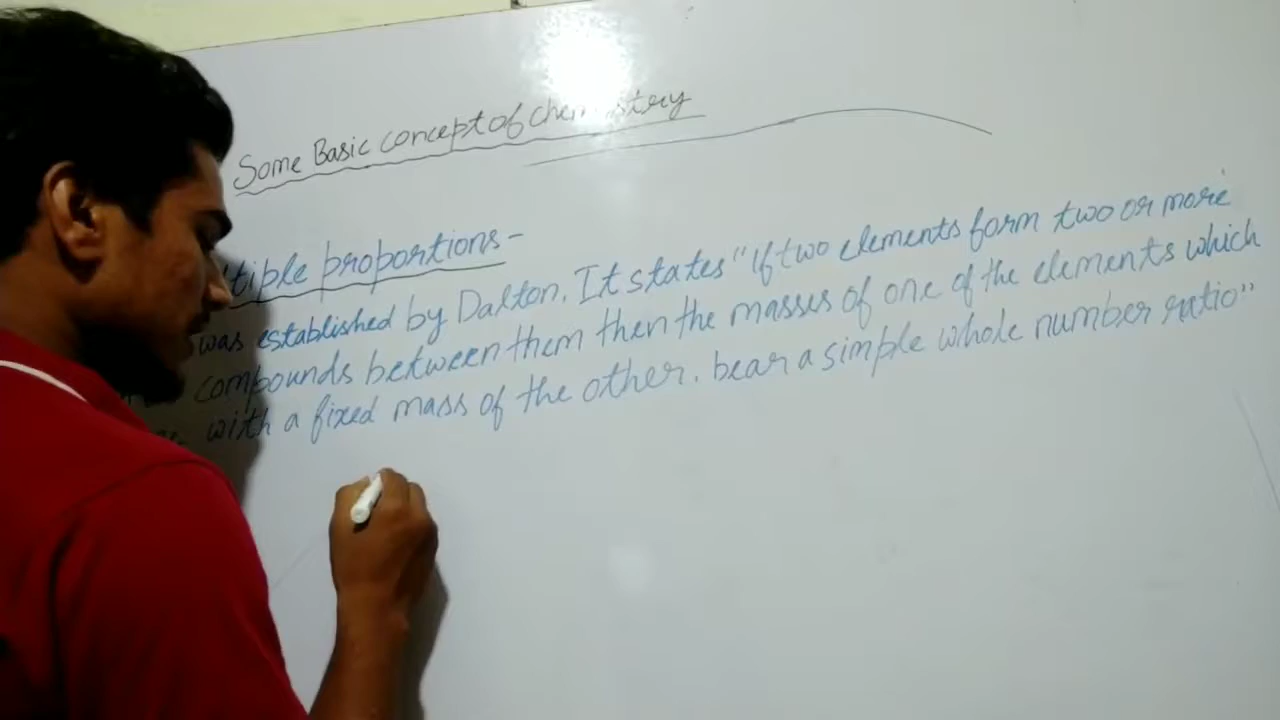 Some Basic concept of chemistry
tiple proportions-
was established by Dalton. It states "If two elements form two or more
compounds between them then the masses of one of the elements which
with a fixed mass of the other. bear a simple whole number ratio"